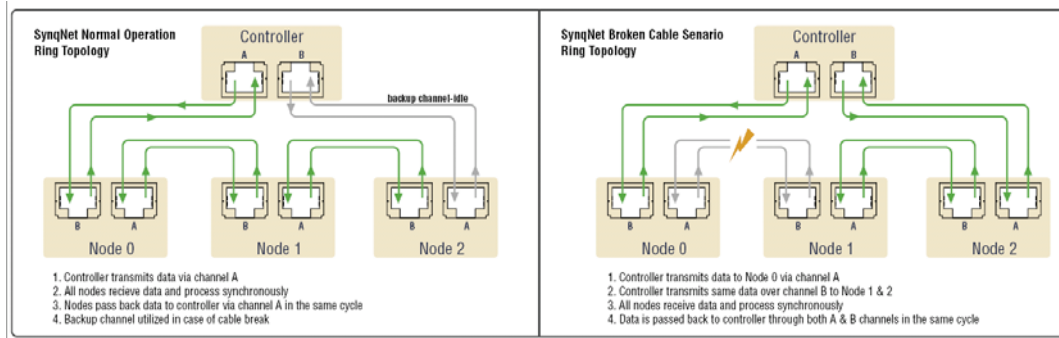 SynqNet Normal Operation
Ring Topology
Controller
A
B
backup channel-idle
B
A
B
A
B
A
Node 0
Node 1
Node 2
1. Controller transmits data via channel A
2. All nodes recieve data and process synchronously
3. Nodes pass back data to controller via channel A in the same cycle
4. Backup channel utilized in case of cable break
SynqNet Broken Cable Senario
Ring Topology
Controller
A
B
B
A
B
A
B
A
Node 0
Node 1
Node 2
1. Controller transmits data to Node 0 via channel A
2. Controller transmits same data over channel B to Node 1 & 2
3. All nodes receive data and process synchronously
4. Data is passed back to controller through both A & B channels in the same cycle